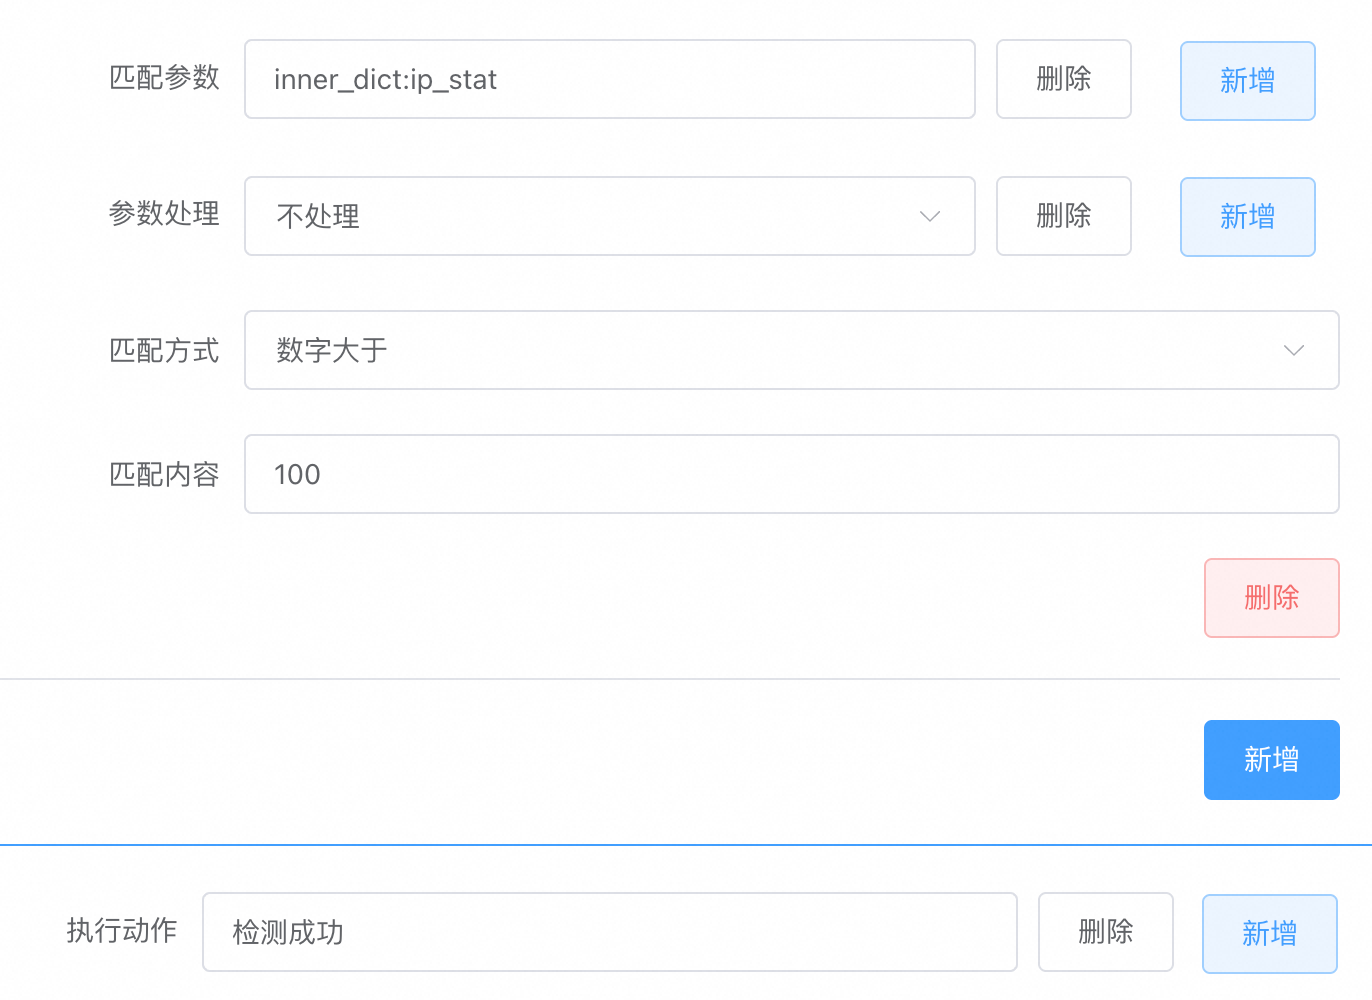 匹配参数 inner_dict:ip_stat 删除 新增
参数处理 不处理 删除 新增
匹配方式 数字大于
匹配内容 100
删除
新增
执行动作 检测成功 删除 新增